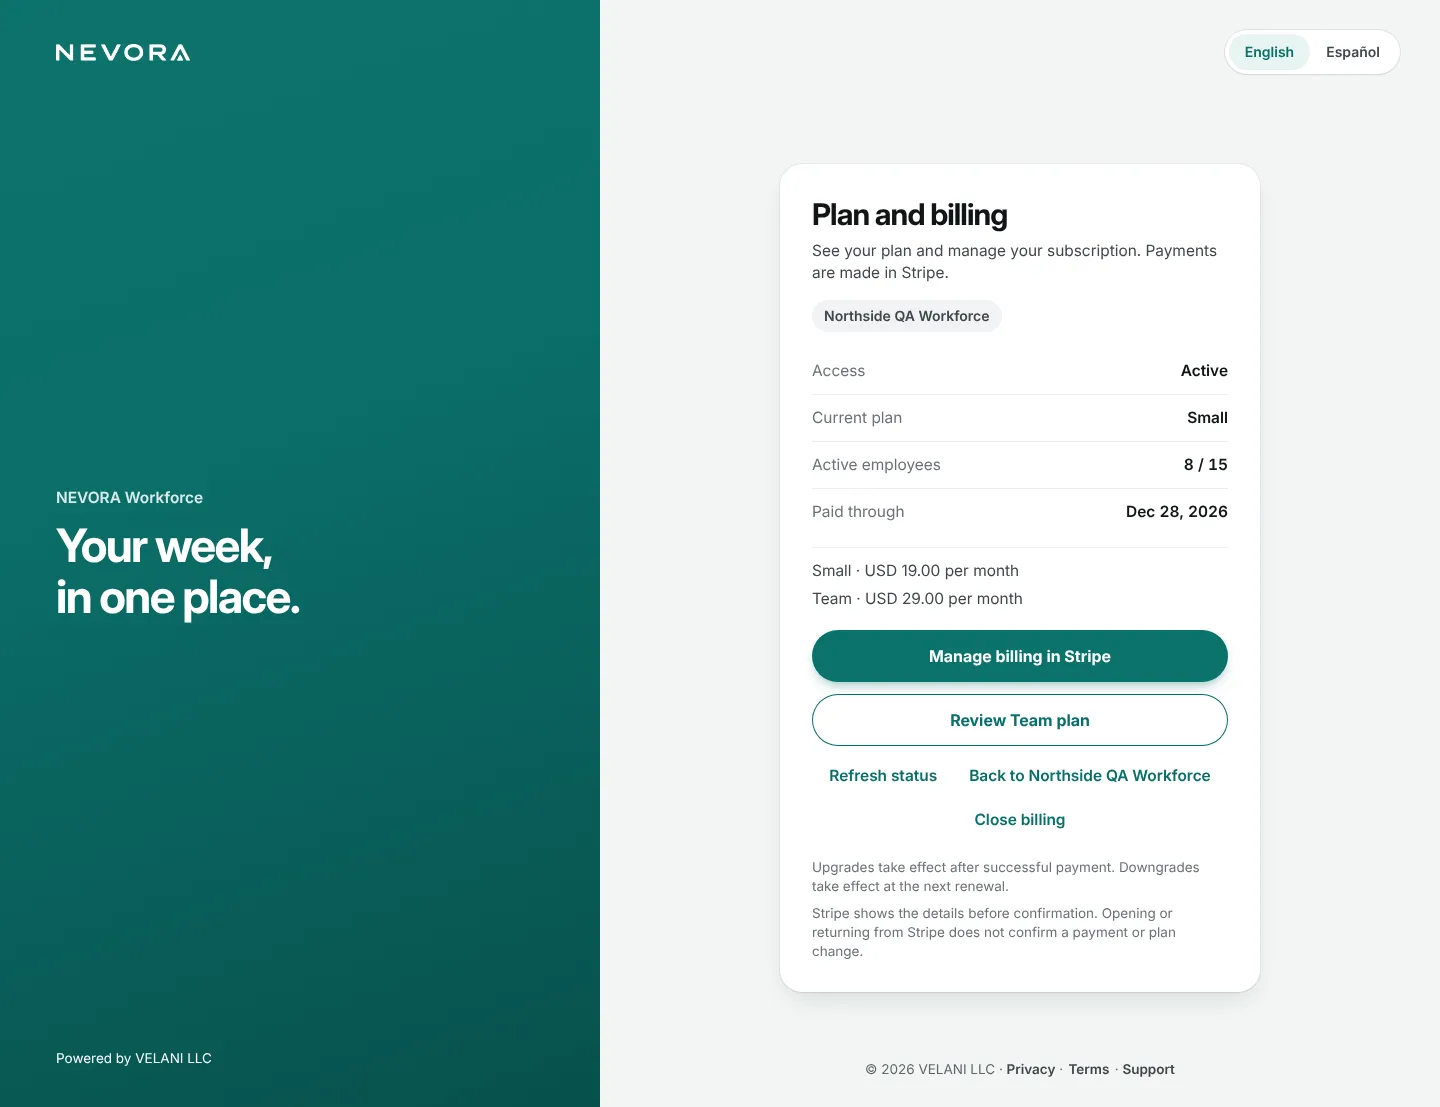 NEVORA
English
Español
NEVORA Workforce
Your week,
in one place.
Powered by VELANI LLC
Plan and billing
See your plan and manage your subscription. Payments
are made in Stripe.
Northside QA Workforce
Access Active
Current plan Small
Active employees 8 / 15
Paid through Dec 28, 2026
Small · USD 19.00 per month
Team · USD 29.00 per month
Manage billing in Stripe
Review Team plan
Refresh status Back to Northside QA Workforce
Close billing
Upgrades take effect after successful payment. Downgrades
take effect at the next renewal.
Stripe shows the details before confirmation. Opening or
returning from Stripe does not confirm a payment or plan
change.
© 2026 VELANI LLC · Privacy · Terms · Support